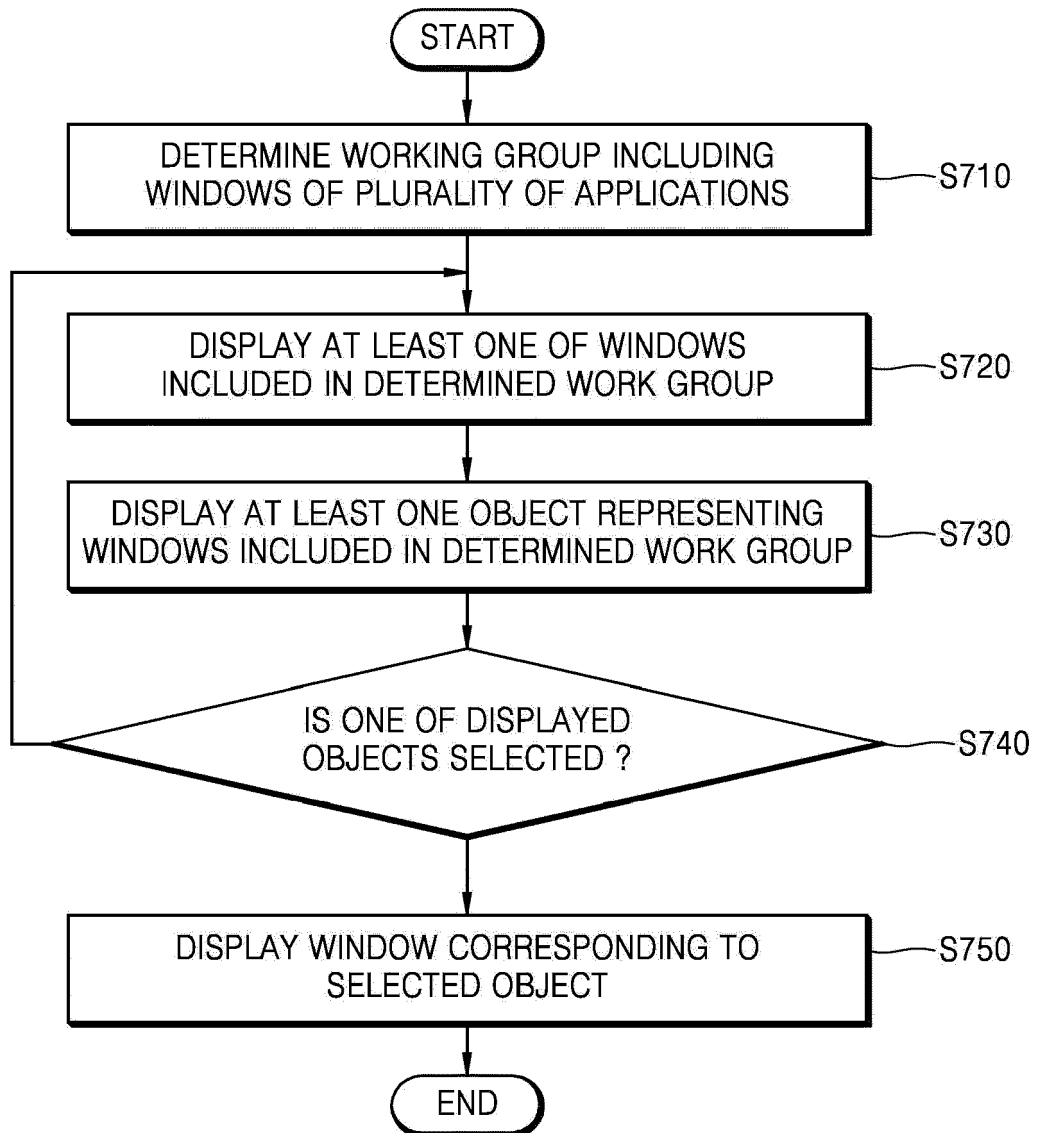 START
DETERMINE WORKING GROUP INCLUDING
WINDOWS OF PLURALITY OF APPLICATIONS
S710
DISPLAY AT LEAST ONE OF WINDOWS
INCLUDED IN DETERMINED WORK GROUP
S720
DISPLAY AT LEAST ONE OBJECT REPRESENTING
WINDOWS INCLUDED IN DETERMINED WORK GROUP
S730
IS ONE OF DISPLAYED
OBJECTS SELECTED ?
S740
DISPLAY WINDOW CORRESPONDING TO
SELECTED OBJECT
S750
END